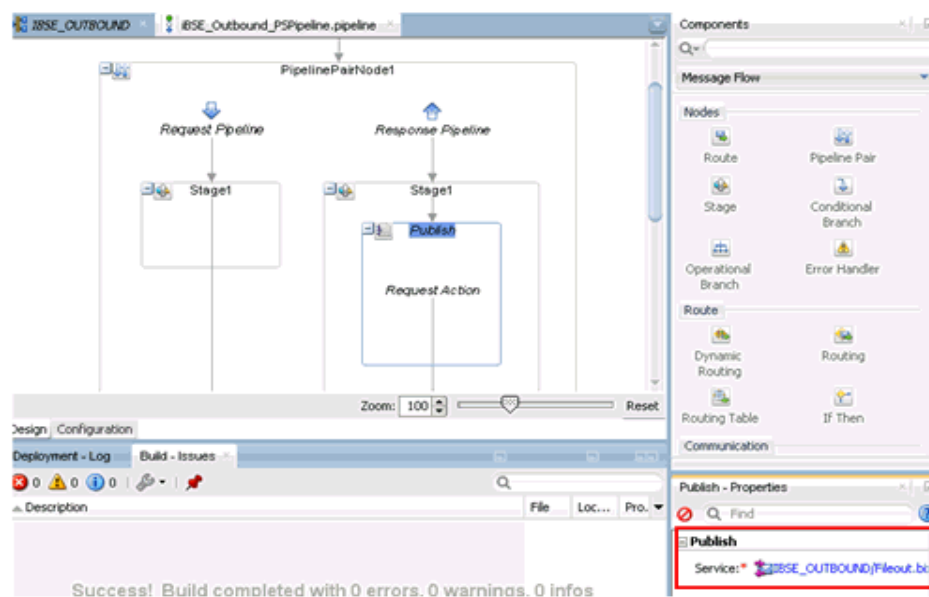 IBSE_OUTBOUND
IBSE_Outbound_PSPipeline.pipeline
PipelinePairNode1
Request Pipeline
Response Pipeline
Stage1
Stage1
Publish
Request Action
Zoom: 100
Reset
Design
Configuration
Deployment - Log
Build - Issues
0
0
0
Description
File
Loc...
Pro.
Success! Build completed with 0 errors, 0 warnings, 0 infos
Components
Message Flow
Nodes
Route
Pipeline Pair
Stage
Conditional
Branch
Operational
Branch
Error Handler
Route
Dynamic
Routing
Routing
Routing Table
If Then
Communication
Publish - Properties
Find
Publish
Service:* IBSE_OUTBOUND/Fileout.bi